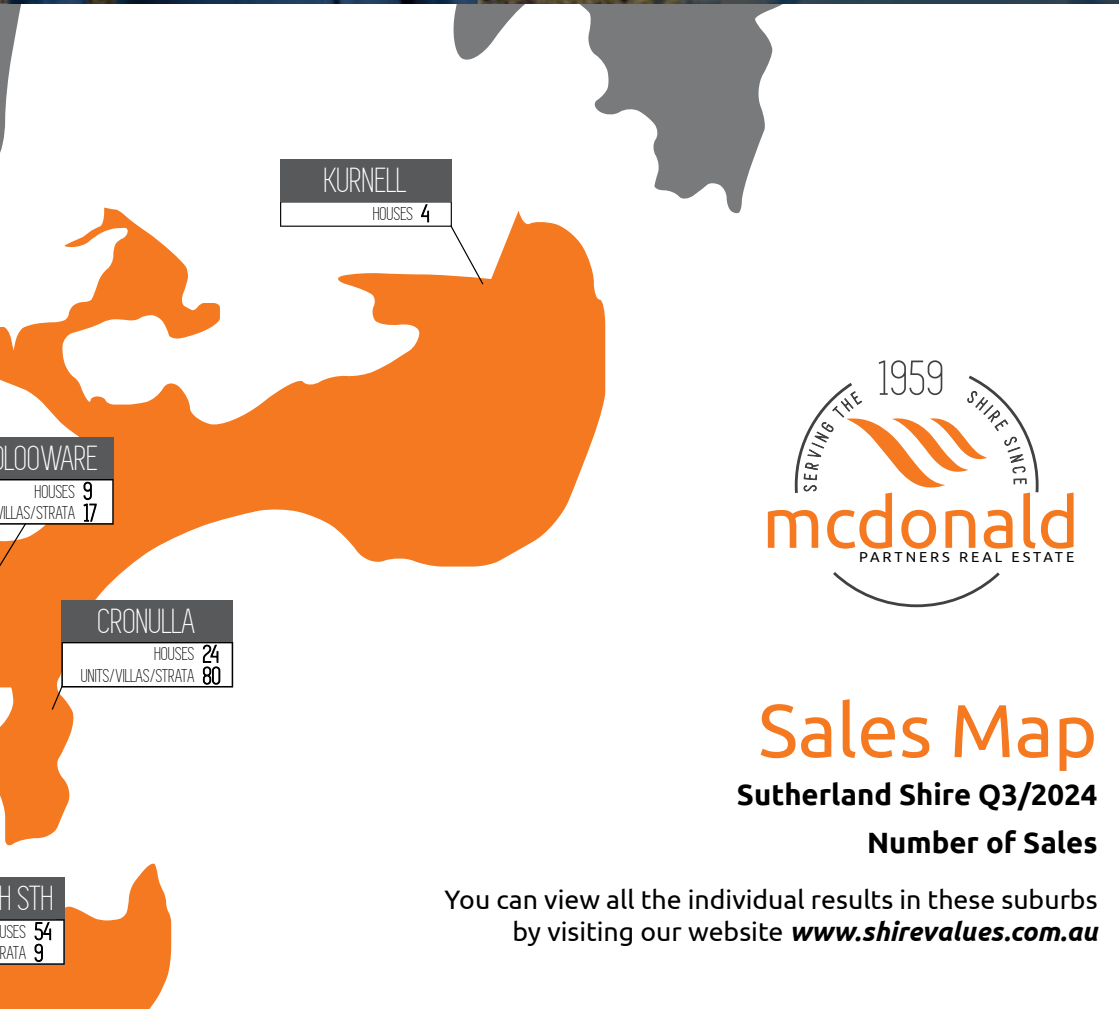 KURNELL
HOUSES 4
1959
SERVING THE
SHIRE SINCE
mcdonald
PARTNERS REAL ESTATE
OLOOWARE
HOUSES 9
VILLAS/STRATA 17
CRONULLA
HOUSES 24
UNITS/VILLAS/STRATA 80
Sales Map
Sutherland Shire Q3/2024
Number of Sales
H STH
USES 54
RATA 9
You can view all the individual results in these suburbs
by visiting our website www.shirevalues.com.au